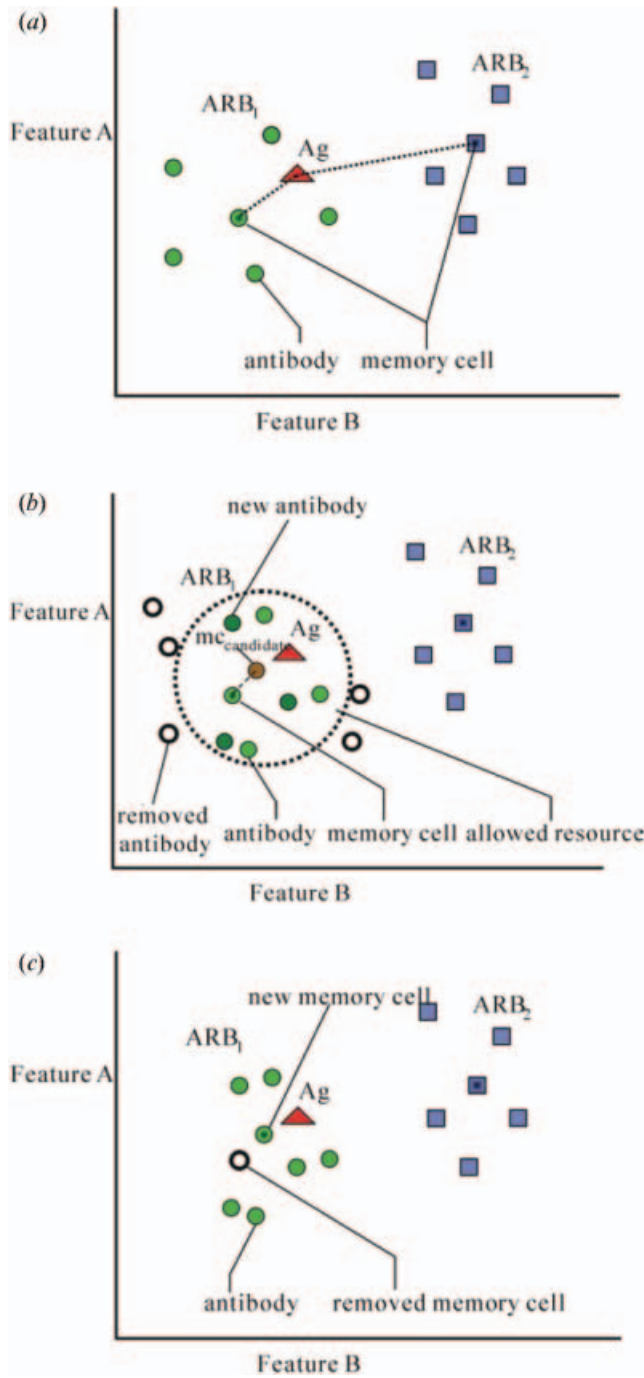 (a)
ARB2
ARB1
Feature A
Ag
antibody
memory cell
Feature B
(b)
new antibody
ARB2
ARB1
Feature A
Ag
mccandidate
removed
antibody
antibody
memory cell
allowed resource
Feature B
(c)
new memory cell
ARB2
ARB1
Feature A
Ag
antibody
removed memory cell
Feature B